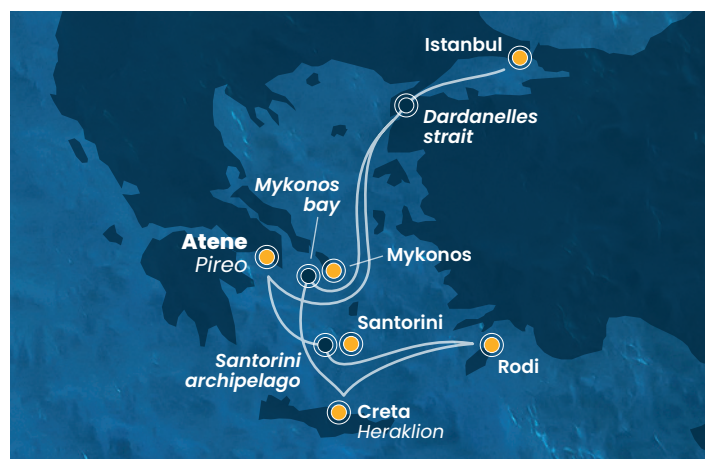 Istanbul
Dardanelles
strait
Mykonos
bay
Atene
Pireo
Mykonos
Santorini
Santorini
archipelago
Rodi
Creta
Heraklion